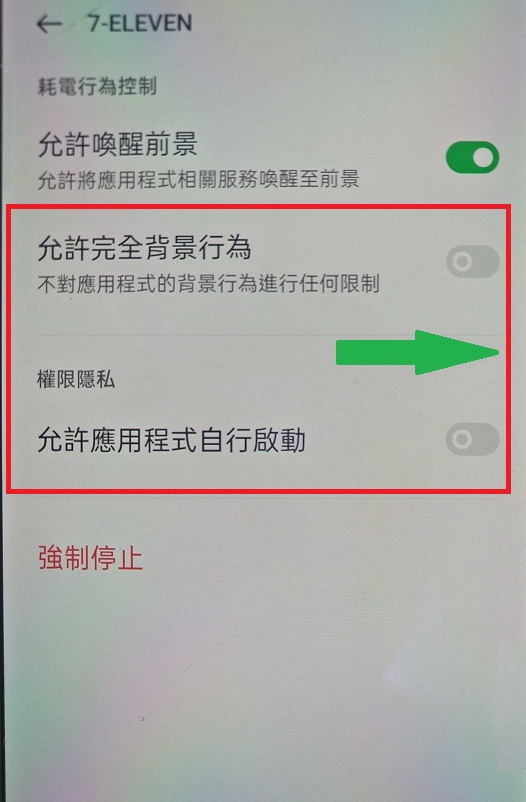 7-ELEVEN
耗電行為控制
允許喚醒前景
允許將應用程式相關服務喚醒至前景
允許完全背景行為
不對應用程式的背景行為進行任何限制
權限隱私
允許應用程式自行啟動
強制停止